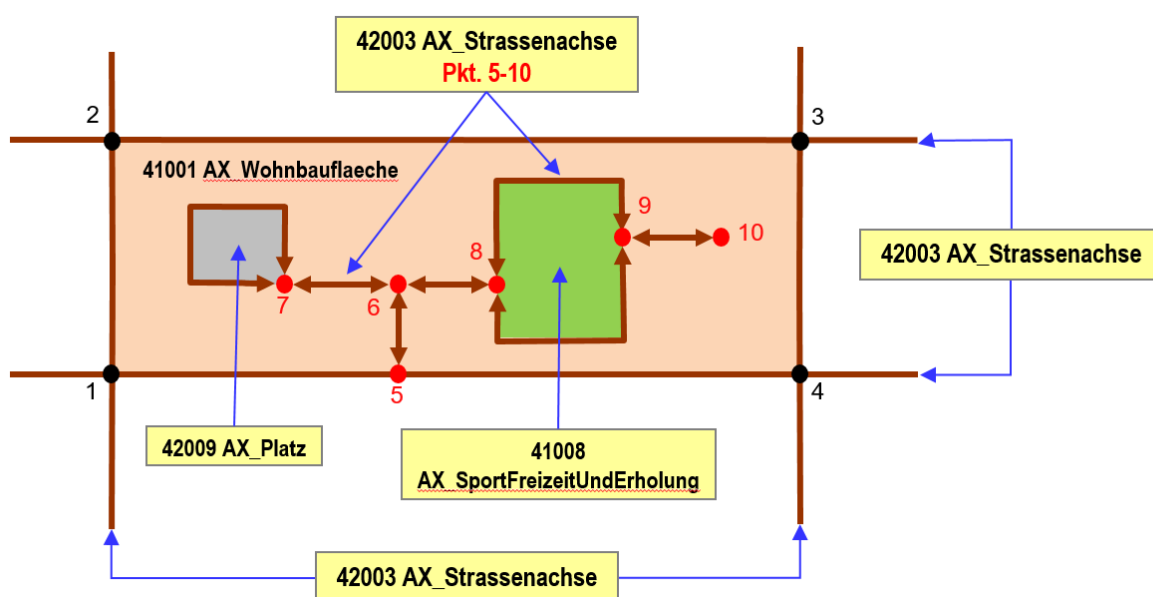 42003 AX_Strassenachse
Pkt. 5-10
2
3
41001 AX_Wohnbauflaeche
9
10
8
42003 AX_Strassenachse
7
6
1
5
4
42009 AX_Platz
41008
AX_SportFreizeitUndErholung
42003 AX_Strassenachse